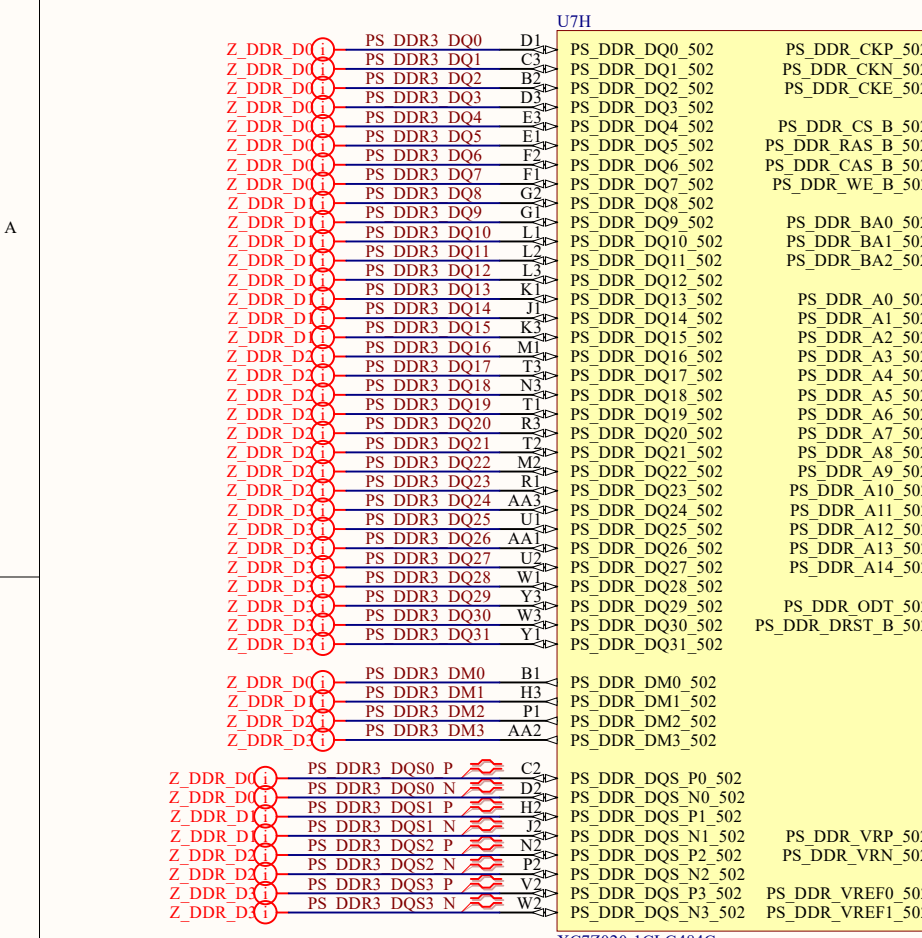 U7H
Z_DDR_D0 i PS_DDR3_DQ0 D1 PS_DDR_DQ0_502 PS_DDR_CKP_502
Z_DDR_D0 i PS_DDR3_DQ1 C3 PS_DDR_DQ1_502 PS_DDR_CKN_502
Z_DDR_D0 i PS_DDR3_DQ2 B2 PS_DDR_DQ2_502 PS_DDR_CKE_502
Z_DDR_D0 i PS_DDR3_DQ3 D3 PS_DDR_DQ3_502
Z_DDR_D0 i PS_DDR3_DQ4 E3 PS_DDR_DQ4_502 PS_DDR_CS_B_502
Z_DDR_D0 i PS_DDR3_DQ5 E1 PS_DDR_DQ5_502 PS_DDR_RAS_B_502
Z_DDR_D0 i PS_DDR3_DQ6 F2 PS_DDR_DQ6_502 PS_DDR_CAS_B_502
Z_DDR_D0 i PS_DDR3_DQ7 F1 PS_DDR_DQ7_502 PS_DDR_WE_B_502
Z_DDR_D1 i PS_DDR3_DQ8 G2 PS_DDR_DQ8_502
A Z_DDR_D1 i PS_DDR3_DQ9 G1 PS_DDR_DQ9_502 PS_DDR_BA0_502
Z_DDR_D1 i PS_DDR3_DQ10 L1 PS_DDR_DQ10_502 PS_DDR_BA1_502
Z_DDR_D1 i PS_DDR3_DQ11 L2 PS_DDR_DQ11_502 PS_DDR_BA2_502
Z_DDR_D1 i PS_DDR3_DQ12 L3 PS_DDR_DQ12_502
Z_DDR_D1 i PS_DDR3_DQ13 K1 PS_DDR_DQ13_502 PS_DDR_A0_502
Z_DDR_D1 i PS_DDR3_DQ14 J1 PS_DDR_DQ14_502 PS_DDR_A1_502
Z_DDR_D1 i PS_DDR3_DQ15 K3 PS_DDR_DQ15_502 PS_DDR_A2_502
Z_DDR_D2 i PS_DDR3_DQ16 M1 PS_DDR_DQ16_502 PS_DDR_A3_502
Z_DDR_D2 i PS_DDR3_DQ17 T3 PS_DDR_DQ17_502 PS_DDR_A4_502
Z_DDR_D2 i PS_DDR3_DQ18 N3 PS_DDR_DQ18_502 PS_DDR_A5_502
Z_DDR_D2 i PS_DDR3_DQ19 T1 PS_DDR_DQ19_502 PS_DDR_A6_502
Z_DDR_D2 i PS_DDR3_DQ20 R3 PS_DDR_DQ20_502 PS_DDR_A7_502
Z_DDR_D2 i PS_DDR3_DQ21 T2 PS_DDR_DQ21_502 PS_DDR_A8_502
Z_DDR_D2 i PS_DDR3_DQ22 M2 PS_DDR_DQ22_502 PS_DDR_A9_502
Z_DDR_D2 i PS_DDR3_DQ23 R1 PS_DDR_DQ23_502 PS_DDR_A10_502
Z_DDR_D3 i PS_DDR3_DQ24 AA3 PS_DDR_DQ24_502 PS_DDR_A11_502
Z_DDR_D3 i PS_DDR3_DQ25 U1 PS_DDR_DQ25_502 PS_DDR_A12_502
Z_DDR_D3 i PS_DDR3_DQ26 AA1 PS_DDR_DQ26_502 PS_DDR_A13_502
Z_DDR_D3 i PS_DDR3_DQ27 U2 PS_DDR_DQ27_502 PS_DDR_A14_502
Z_DDR_D3 i PS_DDR3_DQ28 W1 PS_DDR_DQ28_502
Z_DDR_D3 i PS_DDR3_DQ29 Y3 PS_DDR_DQ29_502 PS_DDR_ODT_502
Z_DDR_D3 i PS_DDR3_DQ30 W3 PS_DDR_DQ30_502 PS_DDR_DRST_B_502
Z_DDR_D3 i PS_DDR3_DQ31 Y1 PS_DDR_DQ31_502
Z_DDR_D0 i PS_DDR3_DM0 B1 PS_DDR_DM0_502
Z_DDR_D1 i PS_DDR3_DM1 H3 PS_DDR_DM1_502
Z_DDR_D2 i PS_DDR3_DM2 P1 PS_DDR_DM2_502
Z_DDR_D3 i PS_DDR3_DM3 AA2 PS_DDR_DM3_502
Z_DDR_D0 i PS_DDR3_DQS0_P C2 PS_DDR_DQS_P0_502
Z_DDR_D0 i PS_DDR3_DQS0_N D2 PS_DDR_DQS_N0_502
Z_DDR_D1 i PS_DDR3_DQS1_P H2 PS_DDR_DQS_P1_502
Z_DDR_D1 i PS_DDR3_DQS1_N J2 PS_DDR_DQS_N1_502 PS_DDR_VRP_502
Z_DDR_D2 i PS_DDR3_DQS2_P N2 PS_DDR_DQS_P2_502 PS_DDR_VRN_502
Z_DDR_D2 i PS_DDR3_DQS2_N P2 PS_DDR_DQS_N2_502
Z_DDR_D3 i PS_DDR3_DQS3_P V2 PS_DDR_DQS_P3_502 PS_DDR_VREF0_502
Z_DDR_D3 i PS_DDR3_DQS3_N W2 PS_DDR_DQS_N3_502 PS_DDR_VREF1_502